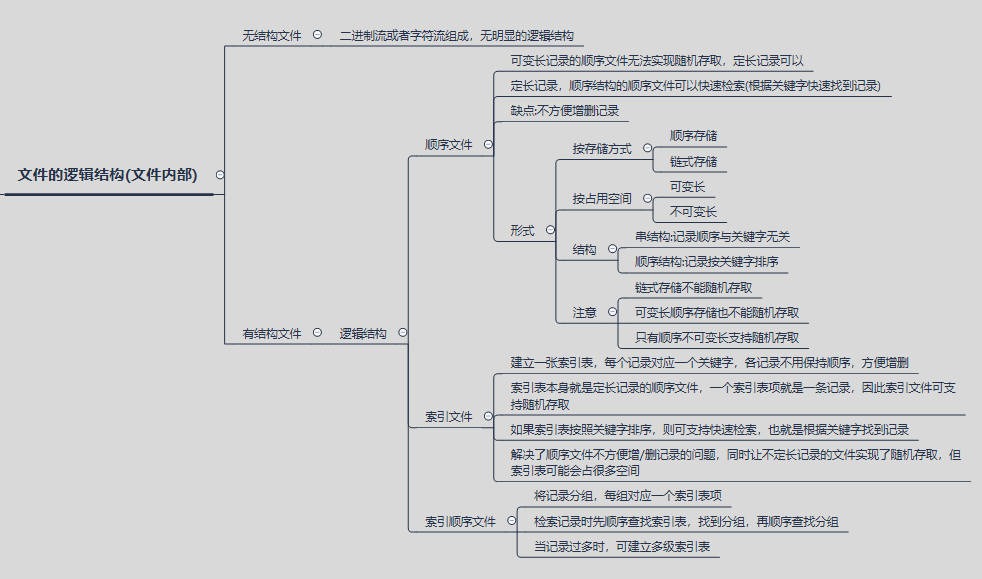 文件的逻辑结构(文件内部)
无结构文件
二进制流或者字符流组成，无明显的逻辑结构
有结构文件
逻辑结构
顺序文件
可变长记录的顺序文件无法实现随机存取，定长记录可以
定长记录，顺序结构的顺序文件可以快速检索(根据关键字快速找到记录)
缺点:不方便增删记录
形式
按存储方式
顺序存储
链式存储
按占用空间
可变长
不可变长
结构
串结构:记录顺序与关键字无关
顺序结构:记录按关键字排序
注意
链式存储不能随机存取
可变长顺序存储也不能随机存取
只有顺序不可变长支持随机存取
索引文件
建立一张索引表，每个记录对应一个关键字，各记录不用保持顺序，方便增删
索引表本身就是定长记录的顺序文件，一个索引表项就是一条记录，因此索引文件可支
持随机存取
如果索引表按照关键字排序，则可支持快速检索，也就是根据关键字找到记录
解决了顺序文件不方便增/删记录的问题，同时让不定长记录的文件实现了随机存取，但
索引表可能会占很多空间
索引顺序文件
将记录分组，每组对应一个索引表项
检索记录时先顺序查找索引表，找到分组，再顺序查找分组
当记录过多时，可建立多级索引表